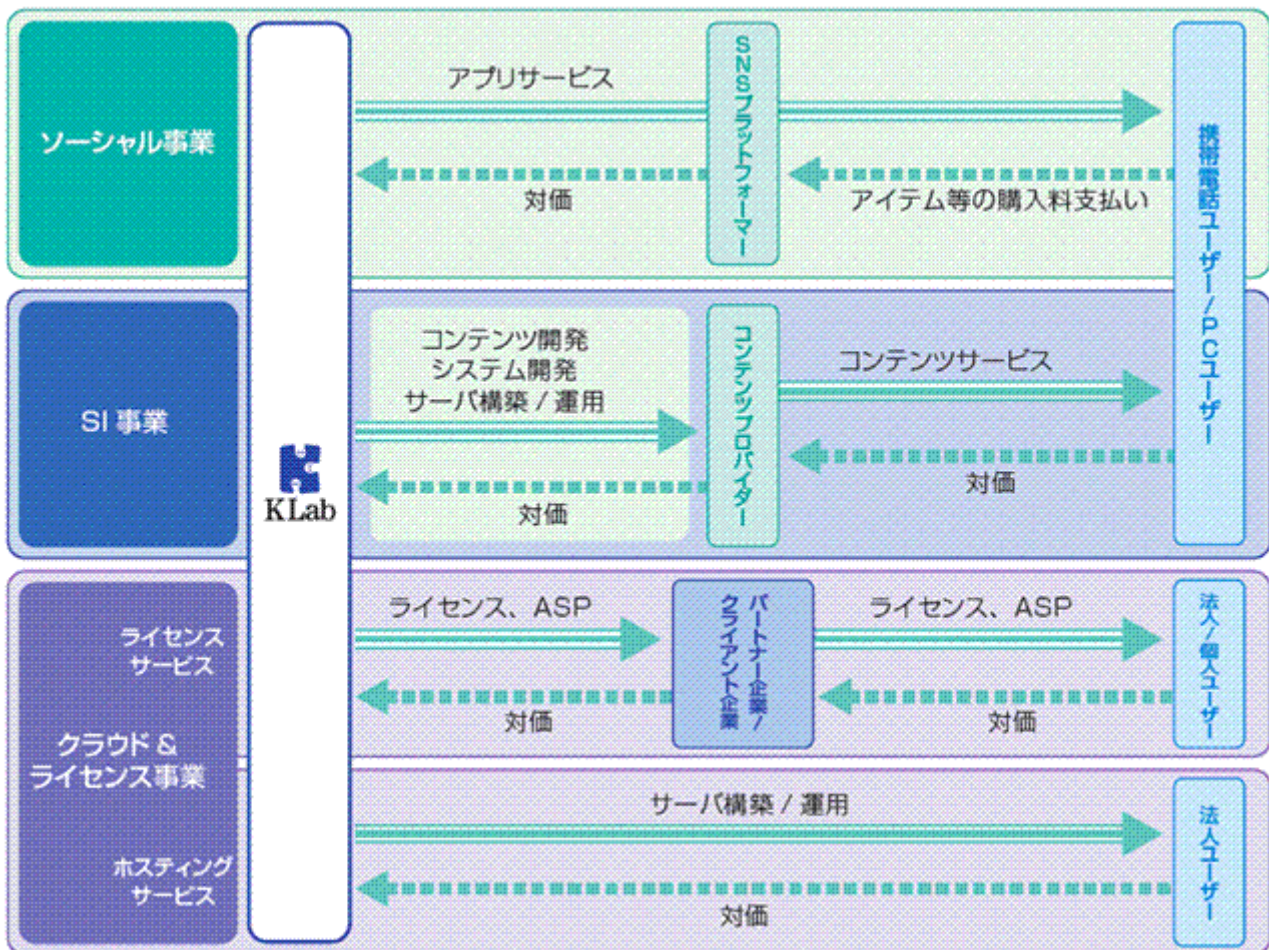 ソーシャル事業
アプリサービス
対価
SNSプラットフォーマー
アイテム等の購入料支払い
携帯電話ユーザー/PCユーザー
SI 事業
KLab
コンテンツ開発
システム開発
サーバ構築 / 運用
対価
コンテンツプロバイダー
コンテンツサービス
対価
クラウド &
ライセンス事業
ライセンス
サービス
ライセンス、ASP
対価
パートナー企業/
クライアント企業
ライセンス、ASP
対価
法人/個人ユーザー
ホスティング
サービス
サーバ構築 / 運用
対価
法人ユーザー